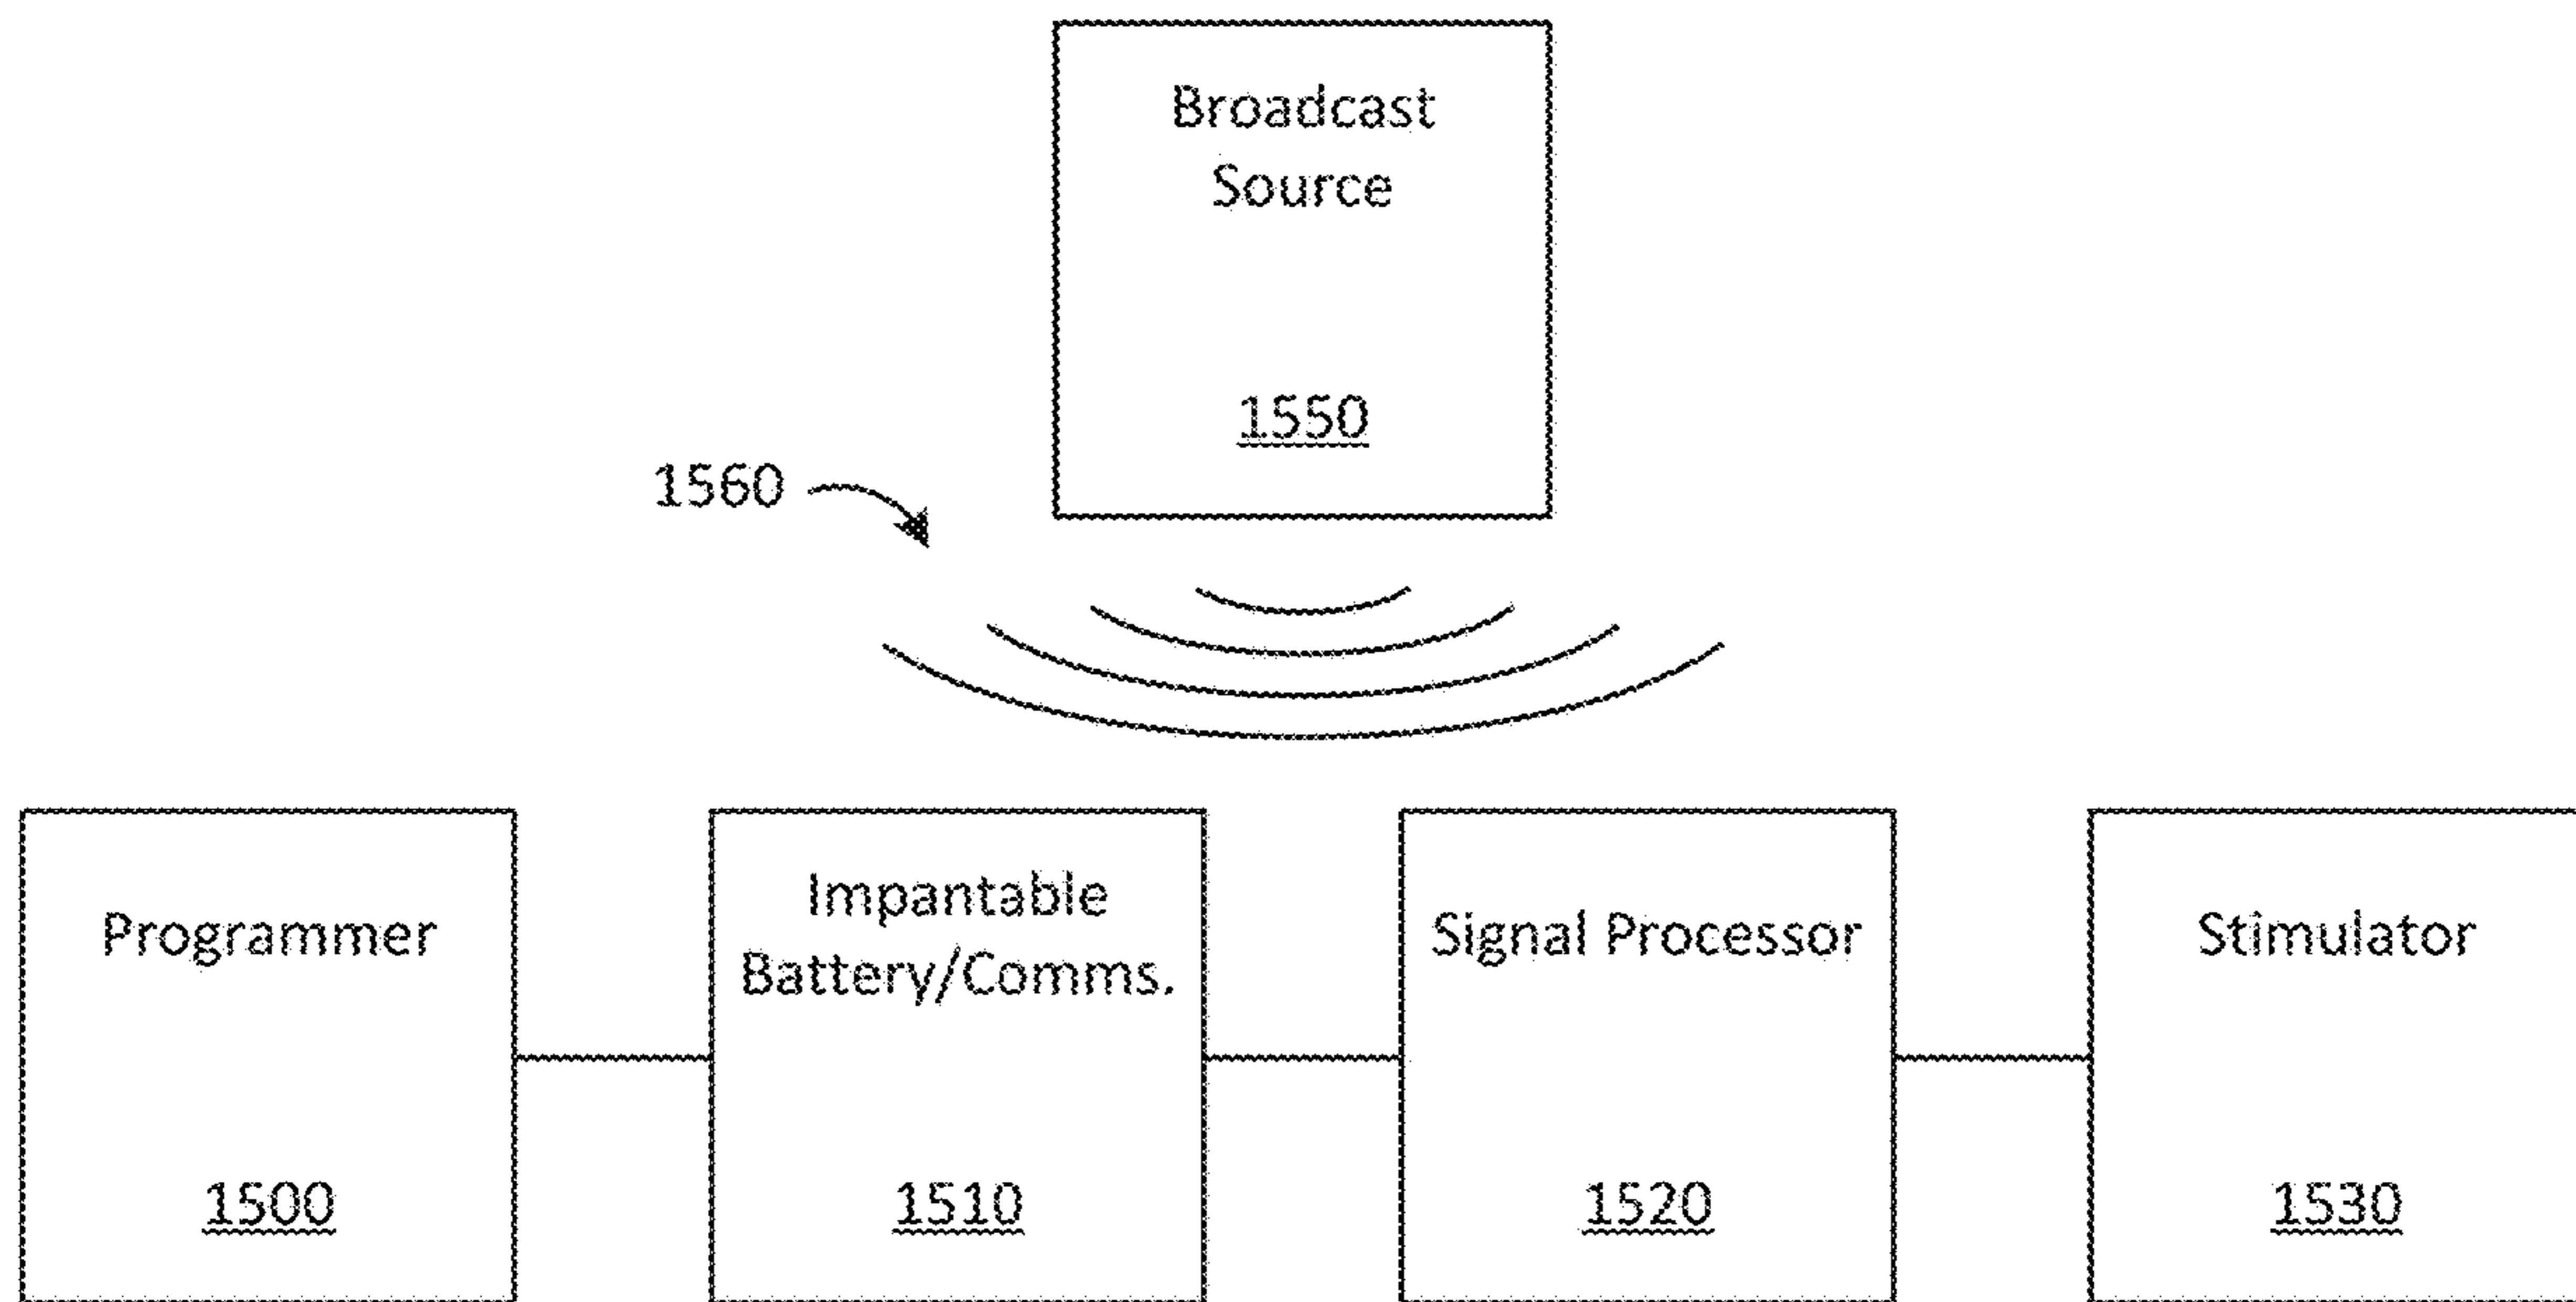 Broadcast
Source
1550
1560
Programmer
1500
Impantable
Battery/Comms.
1510
Signal Processor
1520
Stimulator
1530